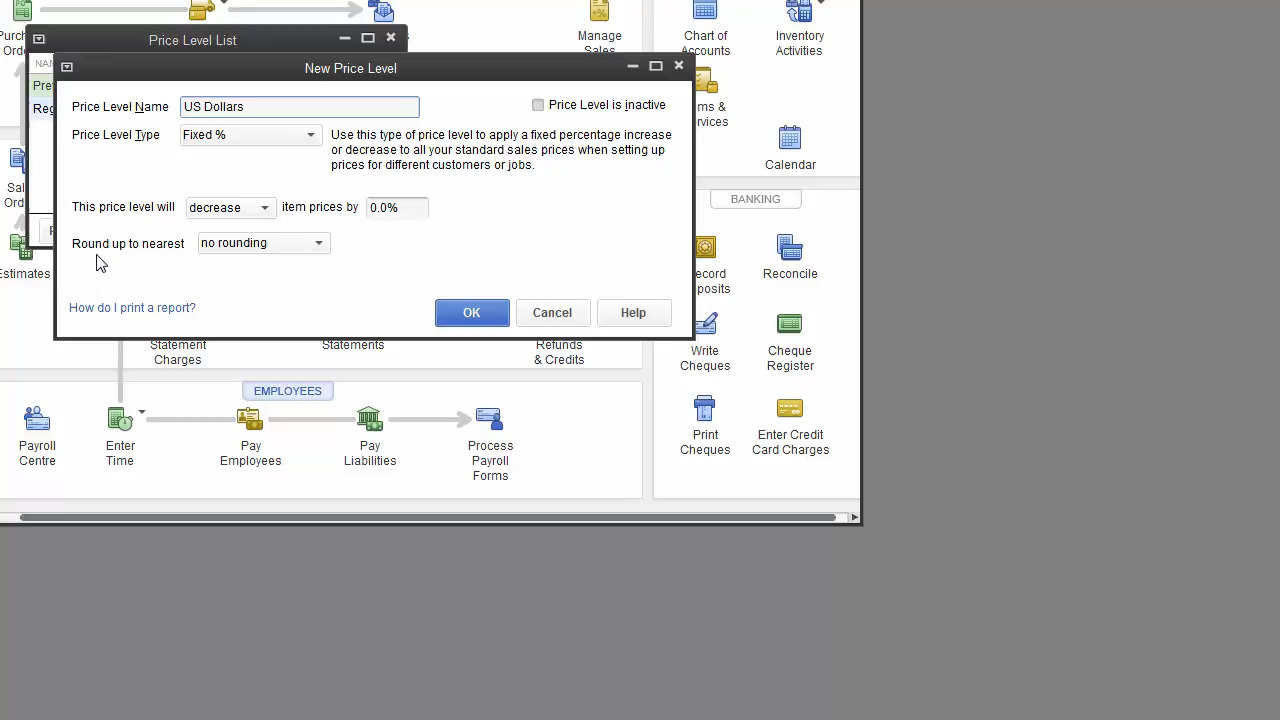 Manage
Sales
Chart of
Accounts
Inventory
Activities
Price Level List
New Price Level
Price Level Name
US Dollars
Price Level is inactive
Price Level Type
Fixed %
Use this type of price level to apply a fixed percentage increase
or decrease to all your standard sales prices when setting up
prices for different customers or jobs.
Calendar
This price level will
decrease
item prices by
0.0%
BANKING
Round up to nearest
no rounding
Reconcile
Estimates
How do I print a report?
OK
Cancel
Help
Statement
Charges
Statements
Refunds
& Credits
Write
Cheques
Cheque
Register
EMPLOYEES
Payroll
Centre
Enter
Time
Pay
Employees
Pay
Liabilities
Process
Payroll
Forms
Print
Cheques
Enter Credit
Card Charges